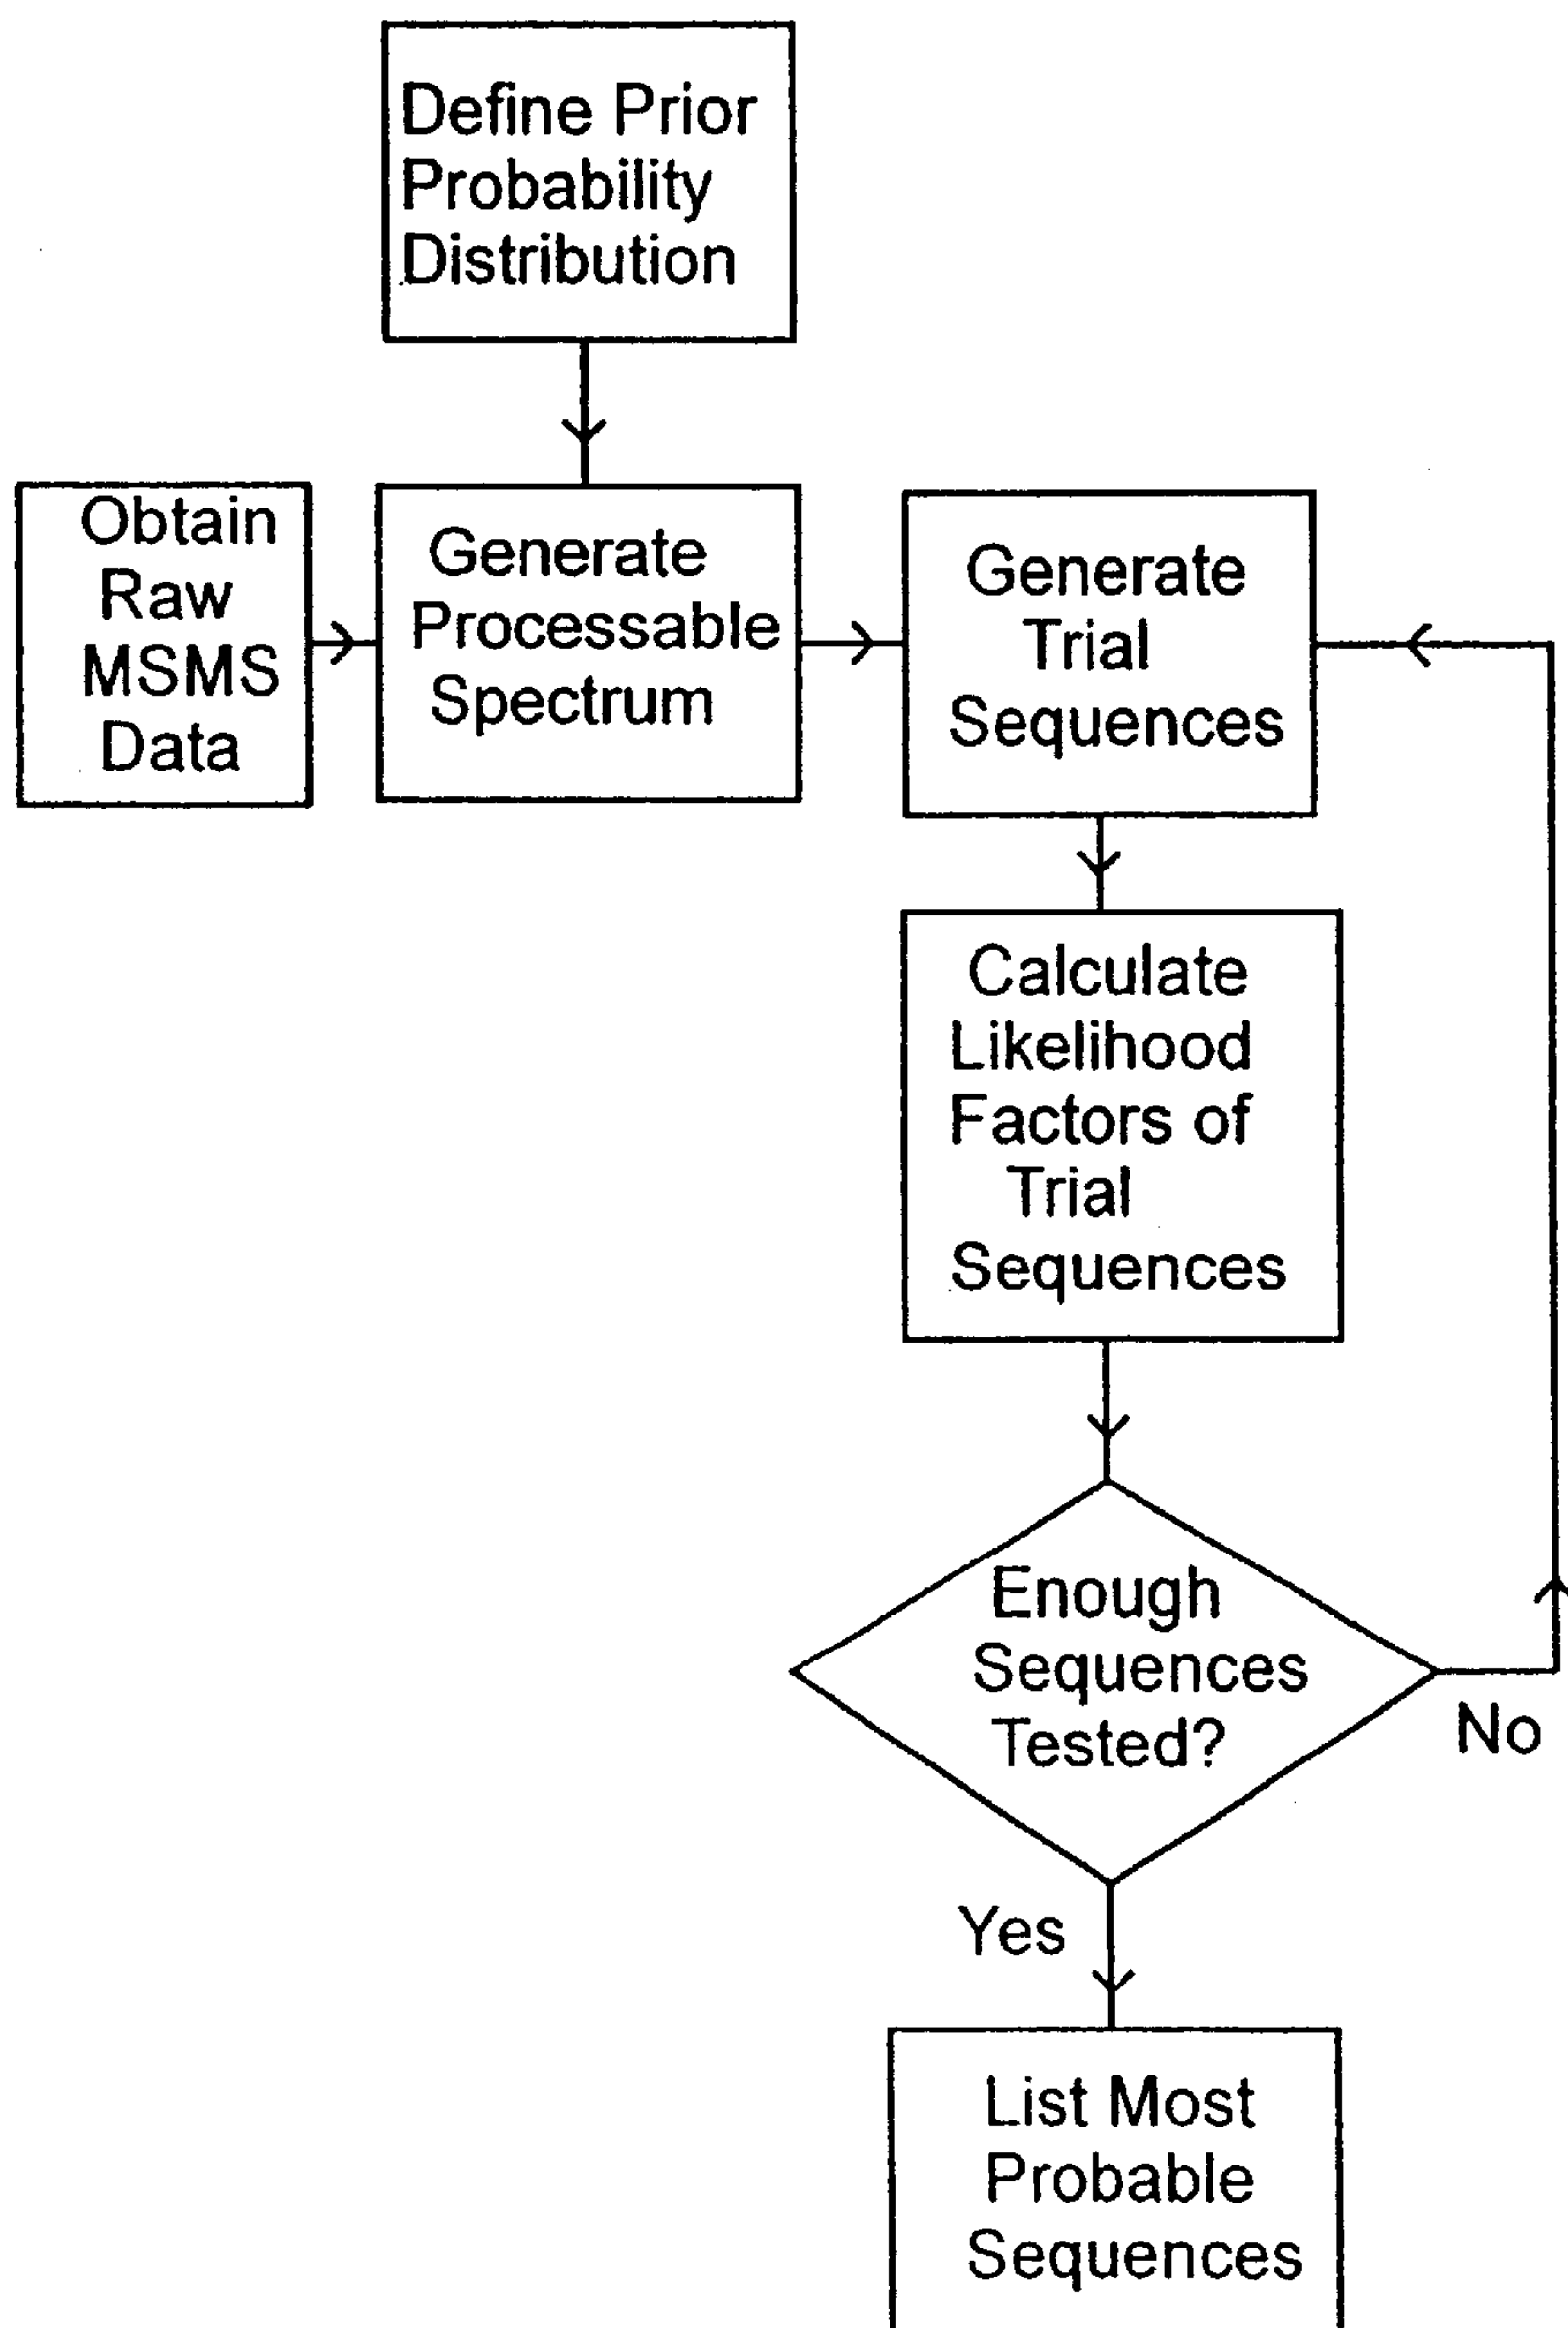 Define Prior
Probability
Distribution
Obtain
Raw
MSMS
Data
Generate
Processable
Spectrum
Generate
Trial
Sequences
Calculate
Likelihood
Factors of
Trial
Sequences
Enough
Sequences
Tested?
No
Yes
List Most
Probable
Sequences